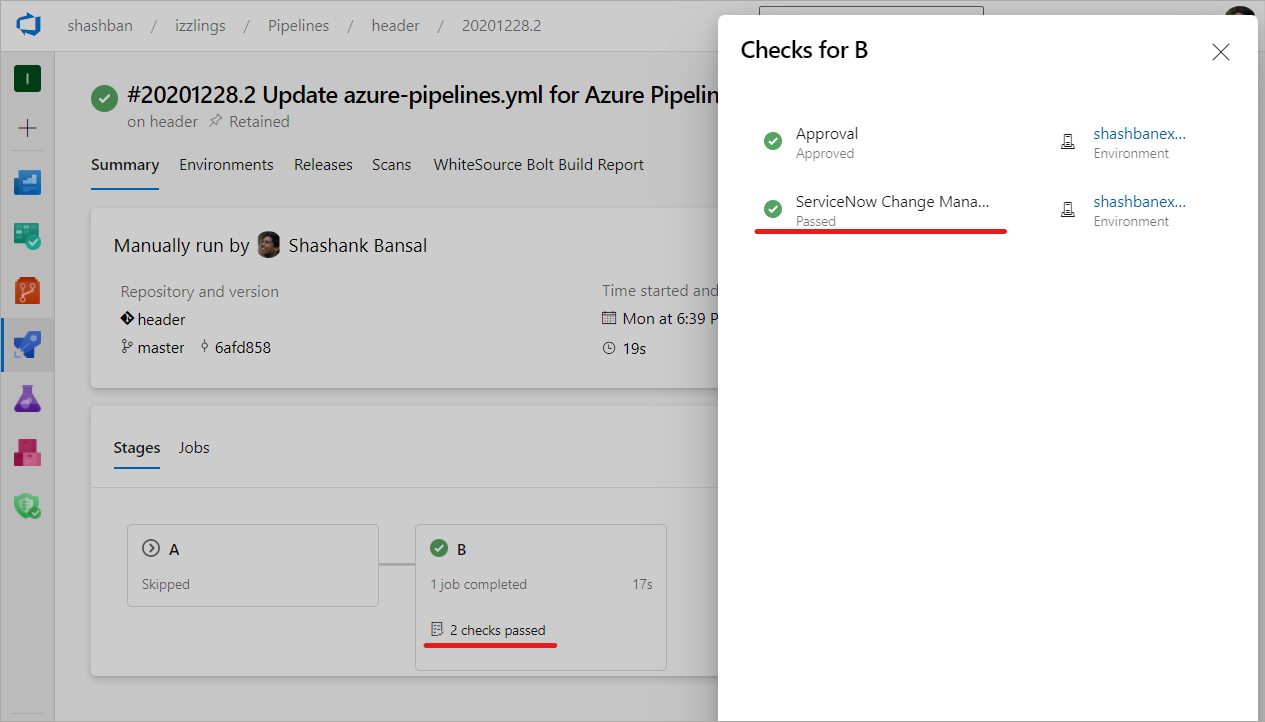 shashban / izzlings / Pipelines / header / 20201228.2
I
#20201228.2 Update azure-pipelines.yml for Azure Pipelin
on header Retained
Summary Environments Releases Scans WhiteSource Bolt Build Report
Manually run by Shashank Bansal
Repository and version
header
master 6afd858
Time started and
Mon at 6:39 P
19s
Stages Jobs
A
Skipped
B
1 job completed 17s
2 checks passed
Checks for B
Approval
Approved
shashbanex...
Environment
ServiceNow Change Mana...
Passed
shashbanex...
Environment